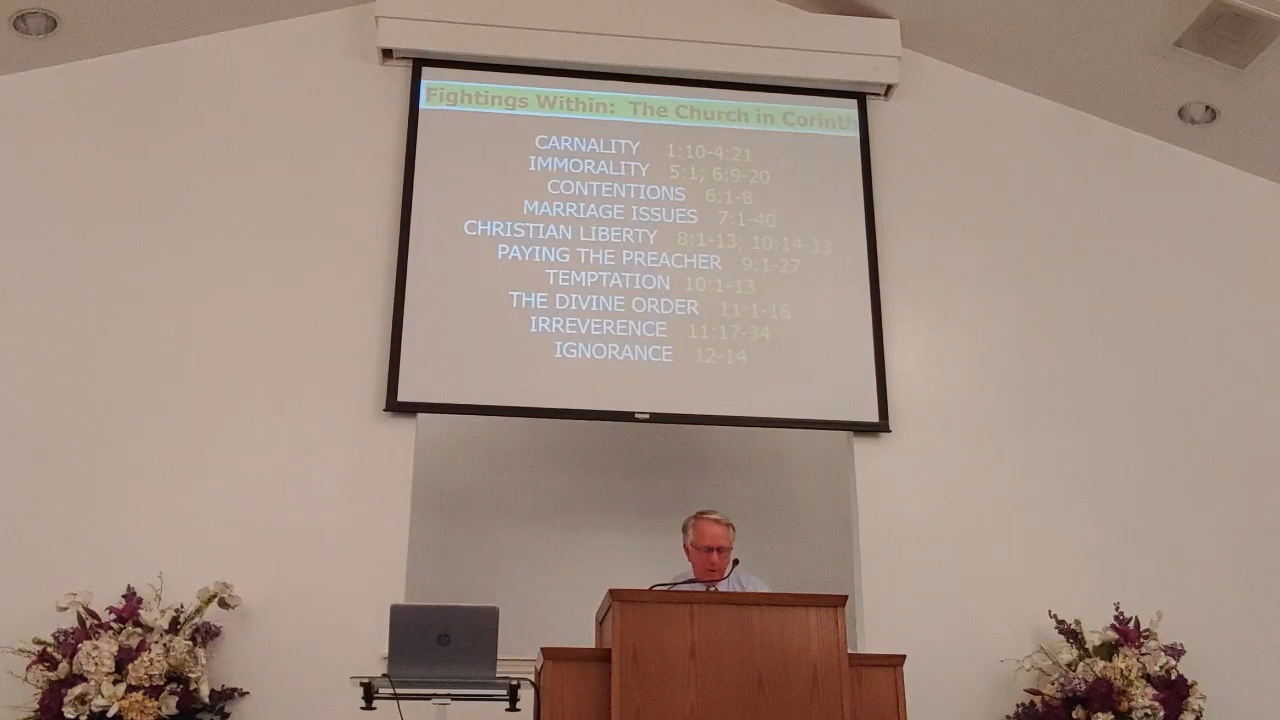 Fightings Within: The Church in Corinth
CARNALITY 1:10-4:21
IMMORALITY 5:1; 6:9-20
CONTENTIONS 6:1-8
MARRIAGE ISSUES 7:1-40
CHRISTIAN LIBERTY 8:1-13; 10:14-33
PAYING THE PREACHER 9:1-27
TEMPTATION 10:1-13
THE DIVINE ORDER 11:1-16
IRREVERENCE 11:17-34
IGNORANCE 12-14
hp